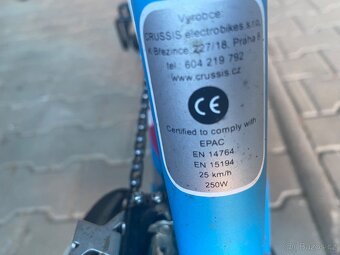 Výrobce:
CRUSSIS electrobikes s.r.o.
K Březince 227/18, Praha 8
tel.: 604 219 792
www.crussis.cz
CE
Certified to comply with
EPAC
EN 14764
EN 15194
25 km/h
250W